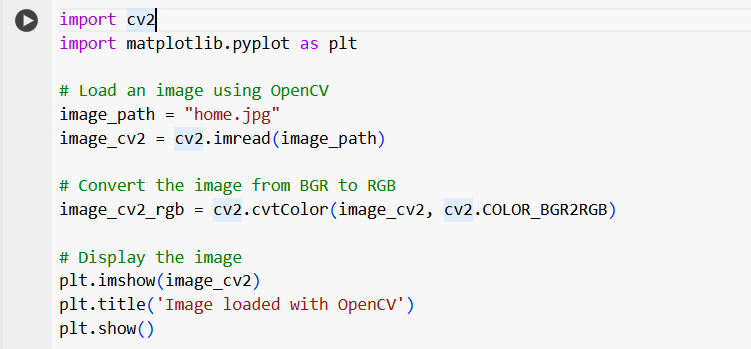 import cv2
import matplotlib.pyplot as plt
# Load an image using OpenCV
image_path = "home.jpg"
image_cv2 = cv2.imread(image_path)
# Convert the image from BGR to RGB
image_cv2_rgb = cv2.cvtColor(image_cv2, cv2.COLOR_BGR2RGB)
# Display the image
plt.imshow(image_cv2)
plt.title('Image loaded with OpenCV')
plt.show()